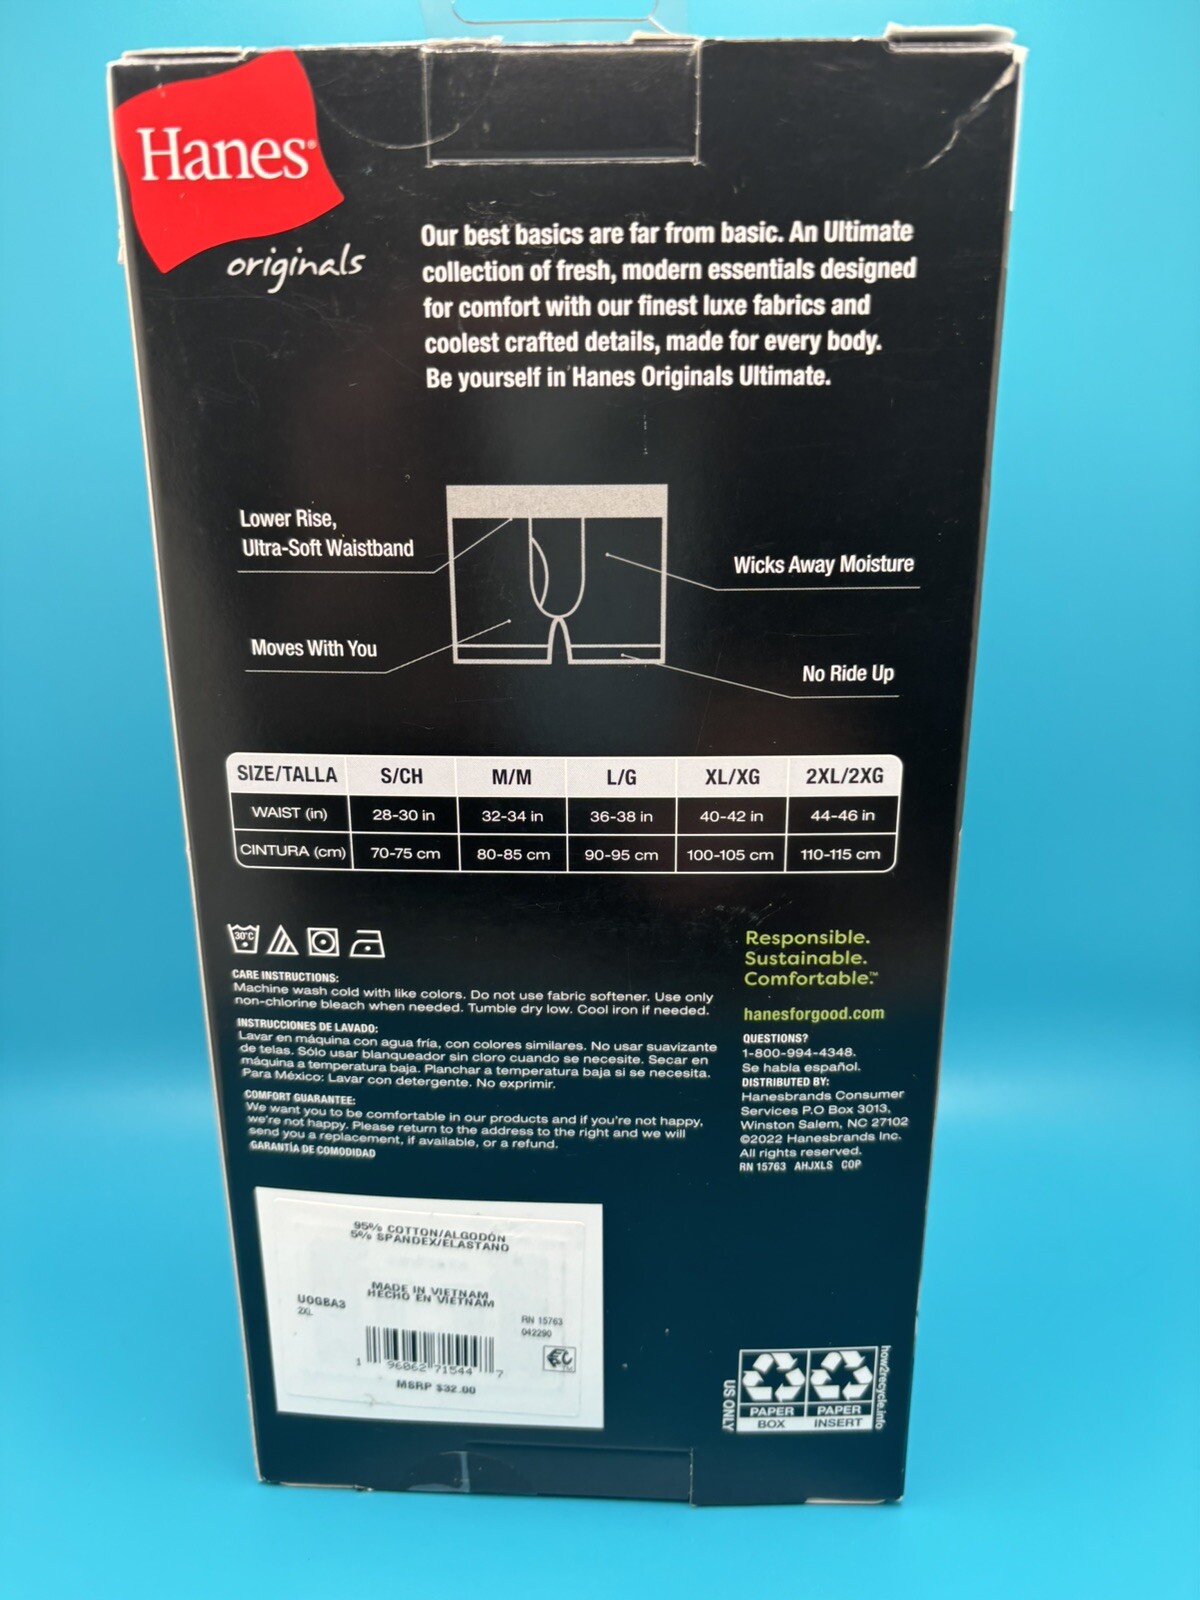 Hanes®
originals
Our best basics are far from basic. An Ultimate
collection of fresh, modern essentials designed
for comfort with our finest luxe fabrics and
coolest crafted details, made for every body.
Be yourself in Hanes Originals Ultimate.
Lower Rise,
Ultra-Soft Waistband
Wicks Away Moisture
Moves With You
No Ride Up
SIZE/TALLA S/CH M/M L/G XL/XG 2XL/2XG
WAIST (in) 28-30 in 32-34 in 36-38 in 40-42 in 44-46 in
CINTURA (cm) 70-75 cm 80-85 cm 90-95 cm 100-105 cm 110-115 cm
30°C
CARE INSTRUCTIONS:
Machine wash cold with like colors. Do not use fabric softener. Use only
non-chlorine bleach when needed. Tumble dry low. Cool iron if needed.
INSTRUCCIONES DE LAVADO:
Lavar en máquina con agua fría, con colores similares. No usar suavizante
de telas. Sólo usar blanqueador sin cloro cuando se necesite. Secar en
máquina a temperatura baja. Planchar a temperatura baja si se necesita.
Para México: Lavar con detergente. No exprimir.
COMFORT GUARANTEE:
We want you to be comfortable in our products and if you're not happy,
we're not happy. Please return to the address to the right and we will
send you a replacement, if available, or a refund.
GARANTÍA DE COMODIDAD
Responsible.
Sustainable.
Comfortable.™
hanesforgood.com
QUESTIONS?
1-800-994-4348.
Se habla español.
DISTRIBUTED BY:
Hanesbrands Consumer
Services P.O Box 3013,
Winston Salem, NC 27102
©2022 Hanesbrands Inc.
All rights reserved.
RN 15763 AHJXLS COP
95% COTTON/ALGODÓN
5% SPANDEX/ELASTANO
MADE IN VIETNAM
HECHO EN VIETNAM
UOGBA3
2XL
RN 15763
042290
1 96062 71544 7
MSRP $32.00
US ONLY
PAPER
BOX
PAPER
INSERT
how2recycle.info